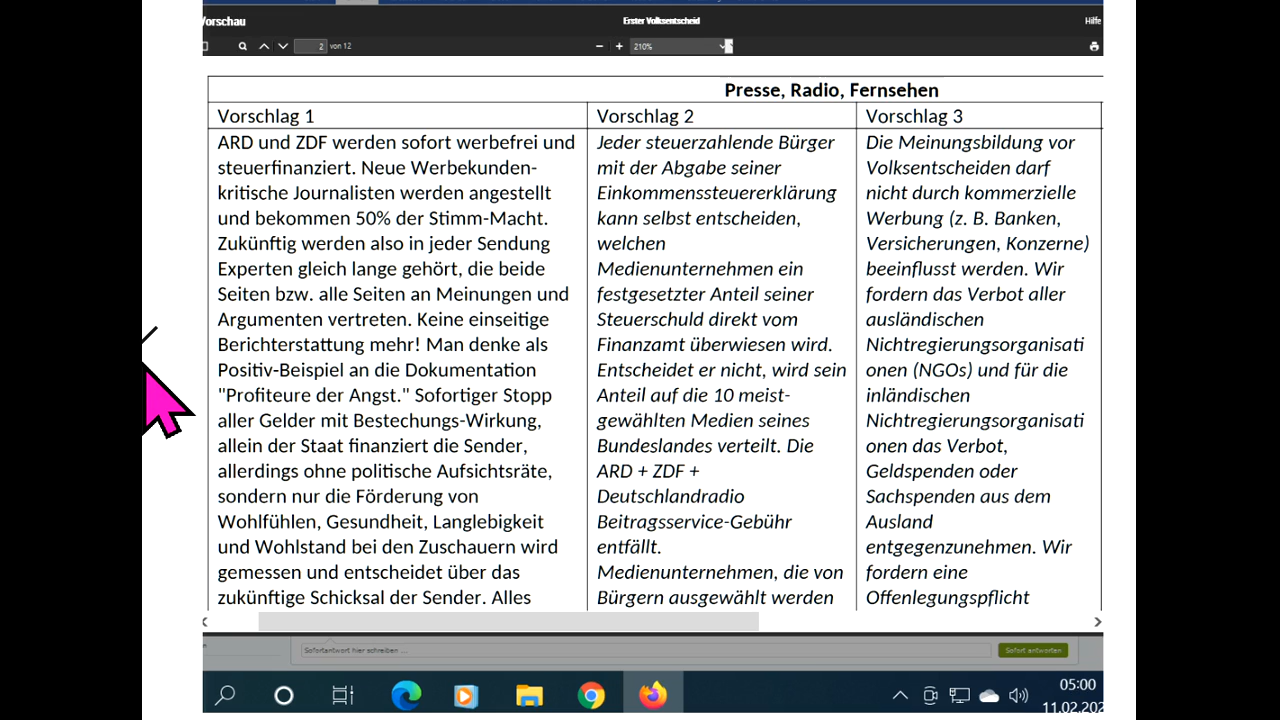 Vorschau
Erster Volksentscheid
Hilfe
2 von 12
210%
Presse, Radio, Fernsehen
Vorschlag 1
ARD und ZDF werden sofort werbefrei und
steuerfinanziert. Neue Werbekunden-
kritische Journalisten werden angestellt
und bekommen 50% der Stimm-Macht.
Zukünftig werden also in jeder Sendung
Experten gleich lange gehört, die beide
Seiten bzw. alle Seiten an Meinungen und
Argumenten vertreten. Keine einseitige
Berichterstattung mehr! Man denke als
Positiv-Beispiel an die Dokumentation
"Profiteure der Angst." Sofortiger Stopp
aller Gelder mit Bestechungs-Wirkung,
allein der Staat finanziert die Sender,
allerdings ohne politische Aufsichtsräte,
sondern nur die Förderung von
Wohlfühlen, Gesundheit, Langlebigkeit
und Wohlstand bei den Zuschauern wird
gemessen und entscheidet über das
zukünftige Schicksal der Sender. Alles
Vorschlag 2
Jeder steuerzahlende Bürger
mit der Abgabe seiner
Einkommenssteuererklärung
kann selbst entscheiden,
welchen
Medienunternehmen ein
festgesetzter Anteil seiner
Steuerschuld direkt vom
Finanzamt überwiesen wird.
Entscheidet er nicht, wird sein
Anteil auf die 10 meist-
gewählten Medien seines
Bundeslandes verteilt. Die
ARD + ZDF +
Deutschlandradio
Beitragsservice-Gebühr
entfällt.
Medienunternehmen, die von
Bürgern ausgewählt werden
Vorschlag 3
Die Meinungsbildung vor
Volksentscheiden darf
nicht durch kommerzielle
Werbung (z. B. Banken,
Versicherungen, Konzerne)
beeinflusst werden. Wir
fordern das Verbot aller
ausländischen
Nichtregierungsorganisati
onen (NGOs) und für die
inländischen
Nichtregierungsorganisati
onen das Verbot,
Geldspenden oder
Sachspenden aus dem
Ausland
entgegenzunehmen. Wir
fordern eine
Offenlegungspflicht
Sofortantwort hier schreiben ...
Sofort antworten
05:00
11.02.202